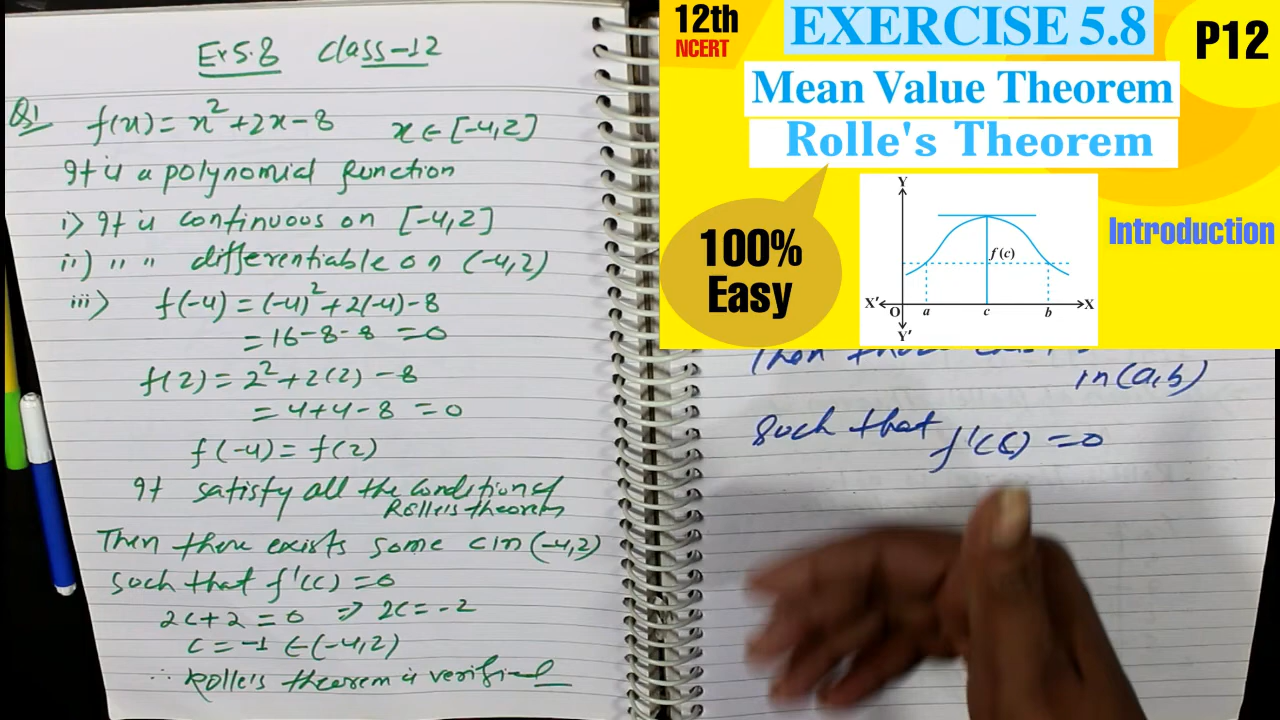 Ex 5.8 class-12
Q1 f(x) = x² + 2x - 8 x ∈ [-4, 2]
It is a polynomial function
i) It is continuous on [-4, 2]
ii) " " differentiable on (-4, 2)
iii) f(-4) = (-4)² + 2(-4) - 8
= 16 - 8 - 8 = 0
f(2) = 2² + 2(2) - 8
= 4 + 4 - 8 = 0
f(-4) = f(2)
It satisfy all the conditions of
Rolle's theorem
Then there exists some c in (-4, 2)
such that f'(c) = 0
2c + 2 = 0 ⇒ 2c = -2
c = -1 ∈ (-4, 2)
∴ Rolle's theorem is verified
12th
NCERT
EXERCISE 5.8
P12
Mean Value Theorem
Rolle's Theorem
100%
Easy
Introduction
Y
f (c)
X′ O a c b X
Y′
Then
in (a, b)
such that f'(c) = 0